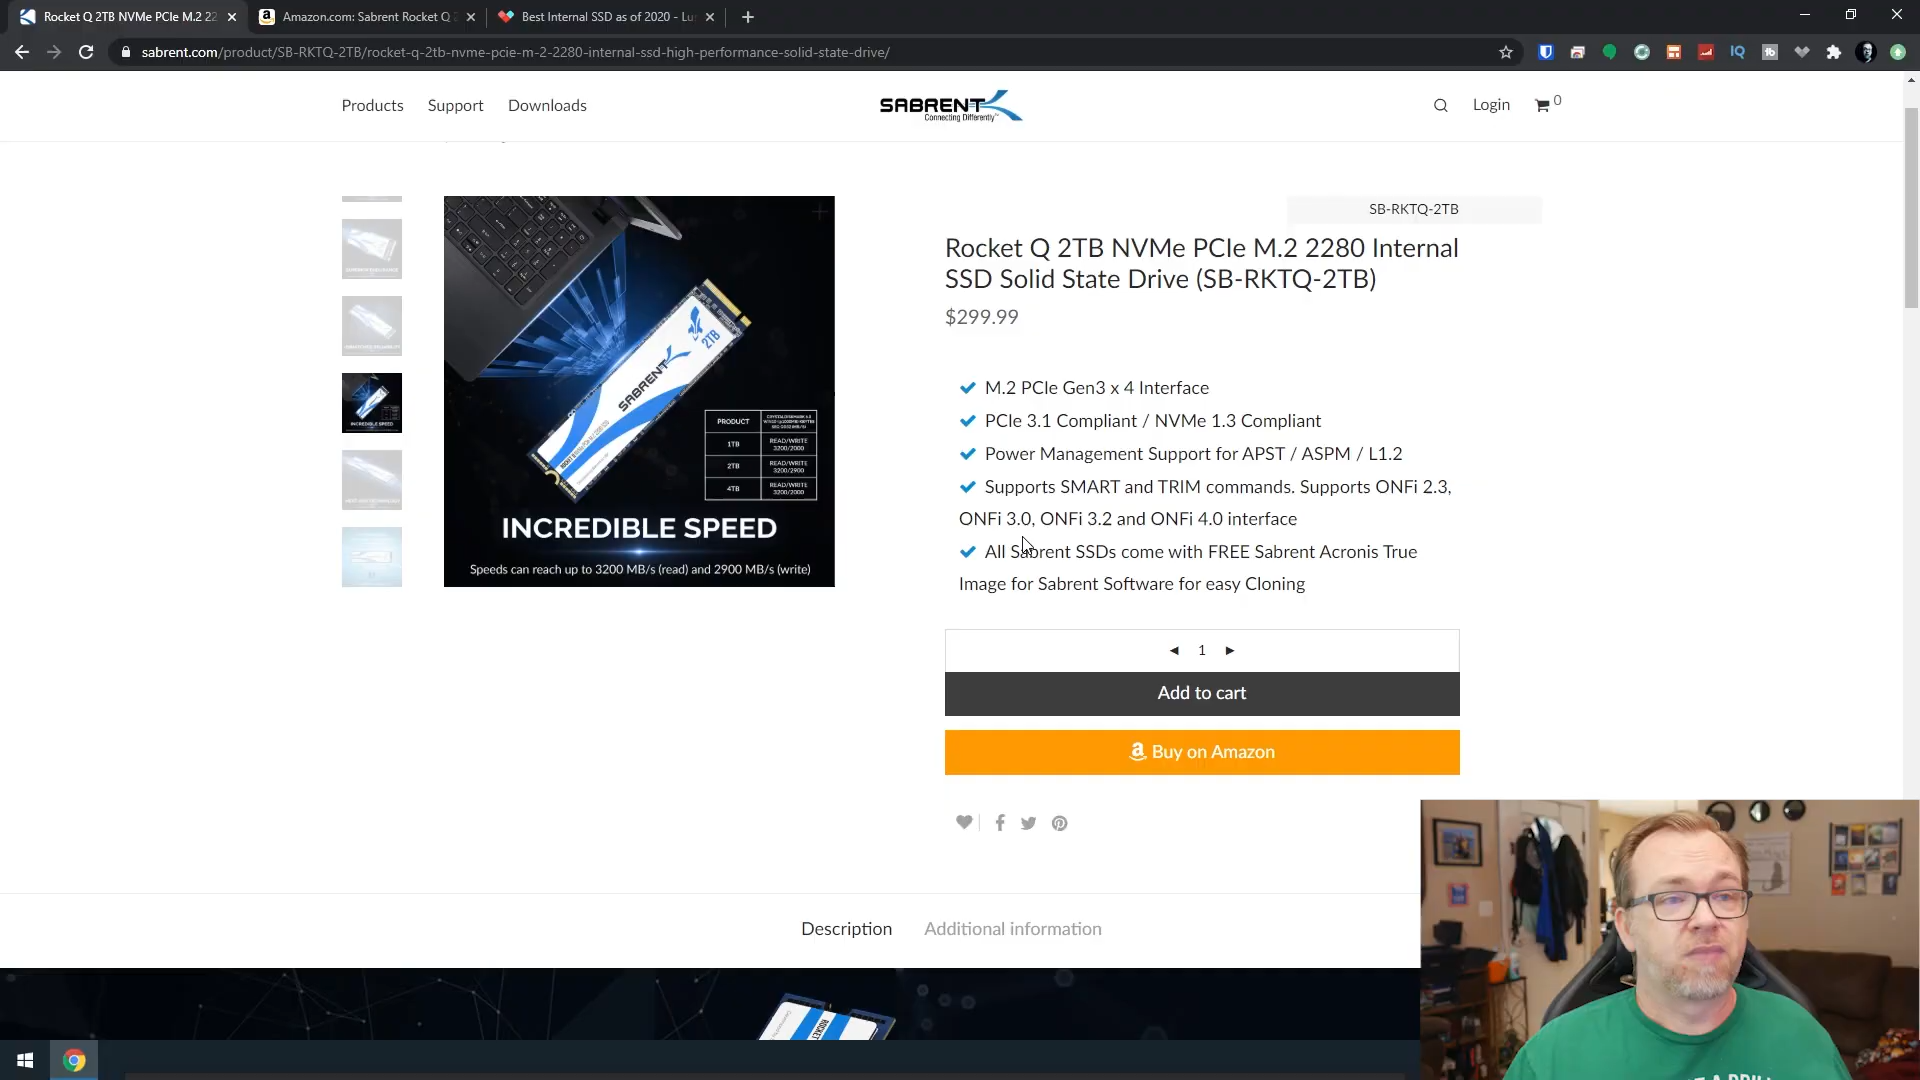 Rocket Q 2TB NVMe PCIe M.2 22
Amazon.com: Sabrent Rocket Q
Best Internal SSD as of 2020 - Lu
sabrent.com/product/SB-RKTQ-2TB/rocket-q-2tb-nvme-pcie-m-2-2280-internal-ssd-high-performance-solid-state-drive/
Products
Support
Downloads
SABRENT
Connecting Differently™
Login
0
SB-RKTQ-2TB
Rocket Q 2TB NVMe PCIe M.2 2280 Internal
SSD Solid State Drive (SB-RKTQ-2TB)
$299.99
M.2 PCIe Gen3 x 4 Interface
PCIe 3.1 Compliant / NVMe 1.3 Compliant
Power Management Support for APST / ASPM / L1.2
Supports SMART and TRIM commands. Supports ONFi 2.3,
ONFi 3.0, ONFi 3.2 and ONFi 4.0 interface
All Sabrent SSDs come with FREE Sabrent Acronis True
Image for Sabrent Software for easy Cloning
2TB
SABRENT
PRODUCT
1TB
READ/WRITE
3200/2000
2TB
READ/WRITE
3200/2900
4TB
READ/WRITE
3200/2000
INCREDIBLE SPEED
Speeds can reach up to 3200 MB/s (read) and 2900 MB/s (write)
INCREDIBLE SPEED
1
Add to cart
Buy on Amazon
Description
Additional information
ROCKET